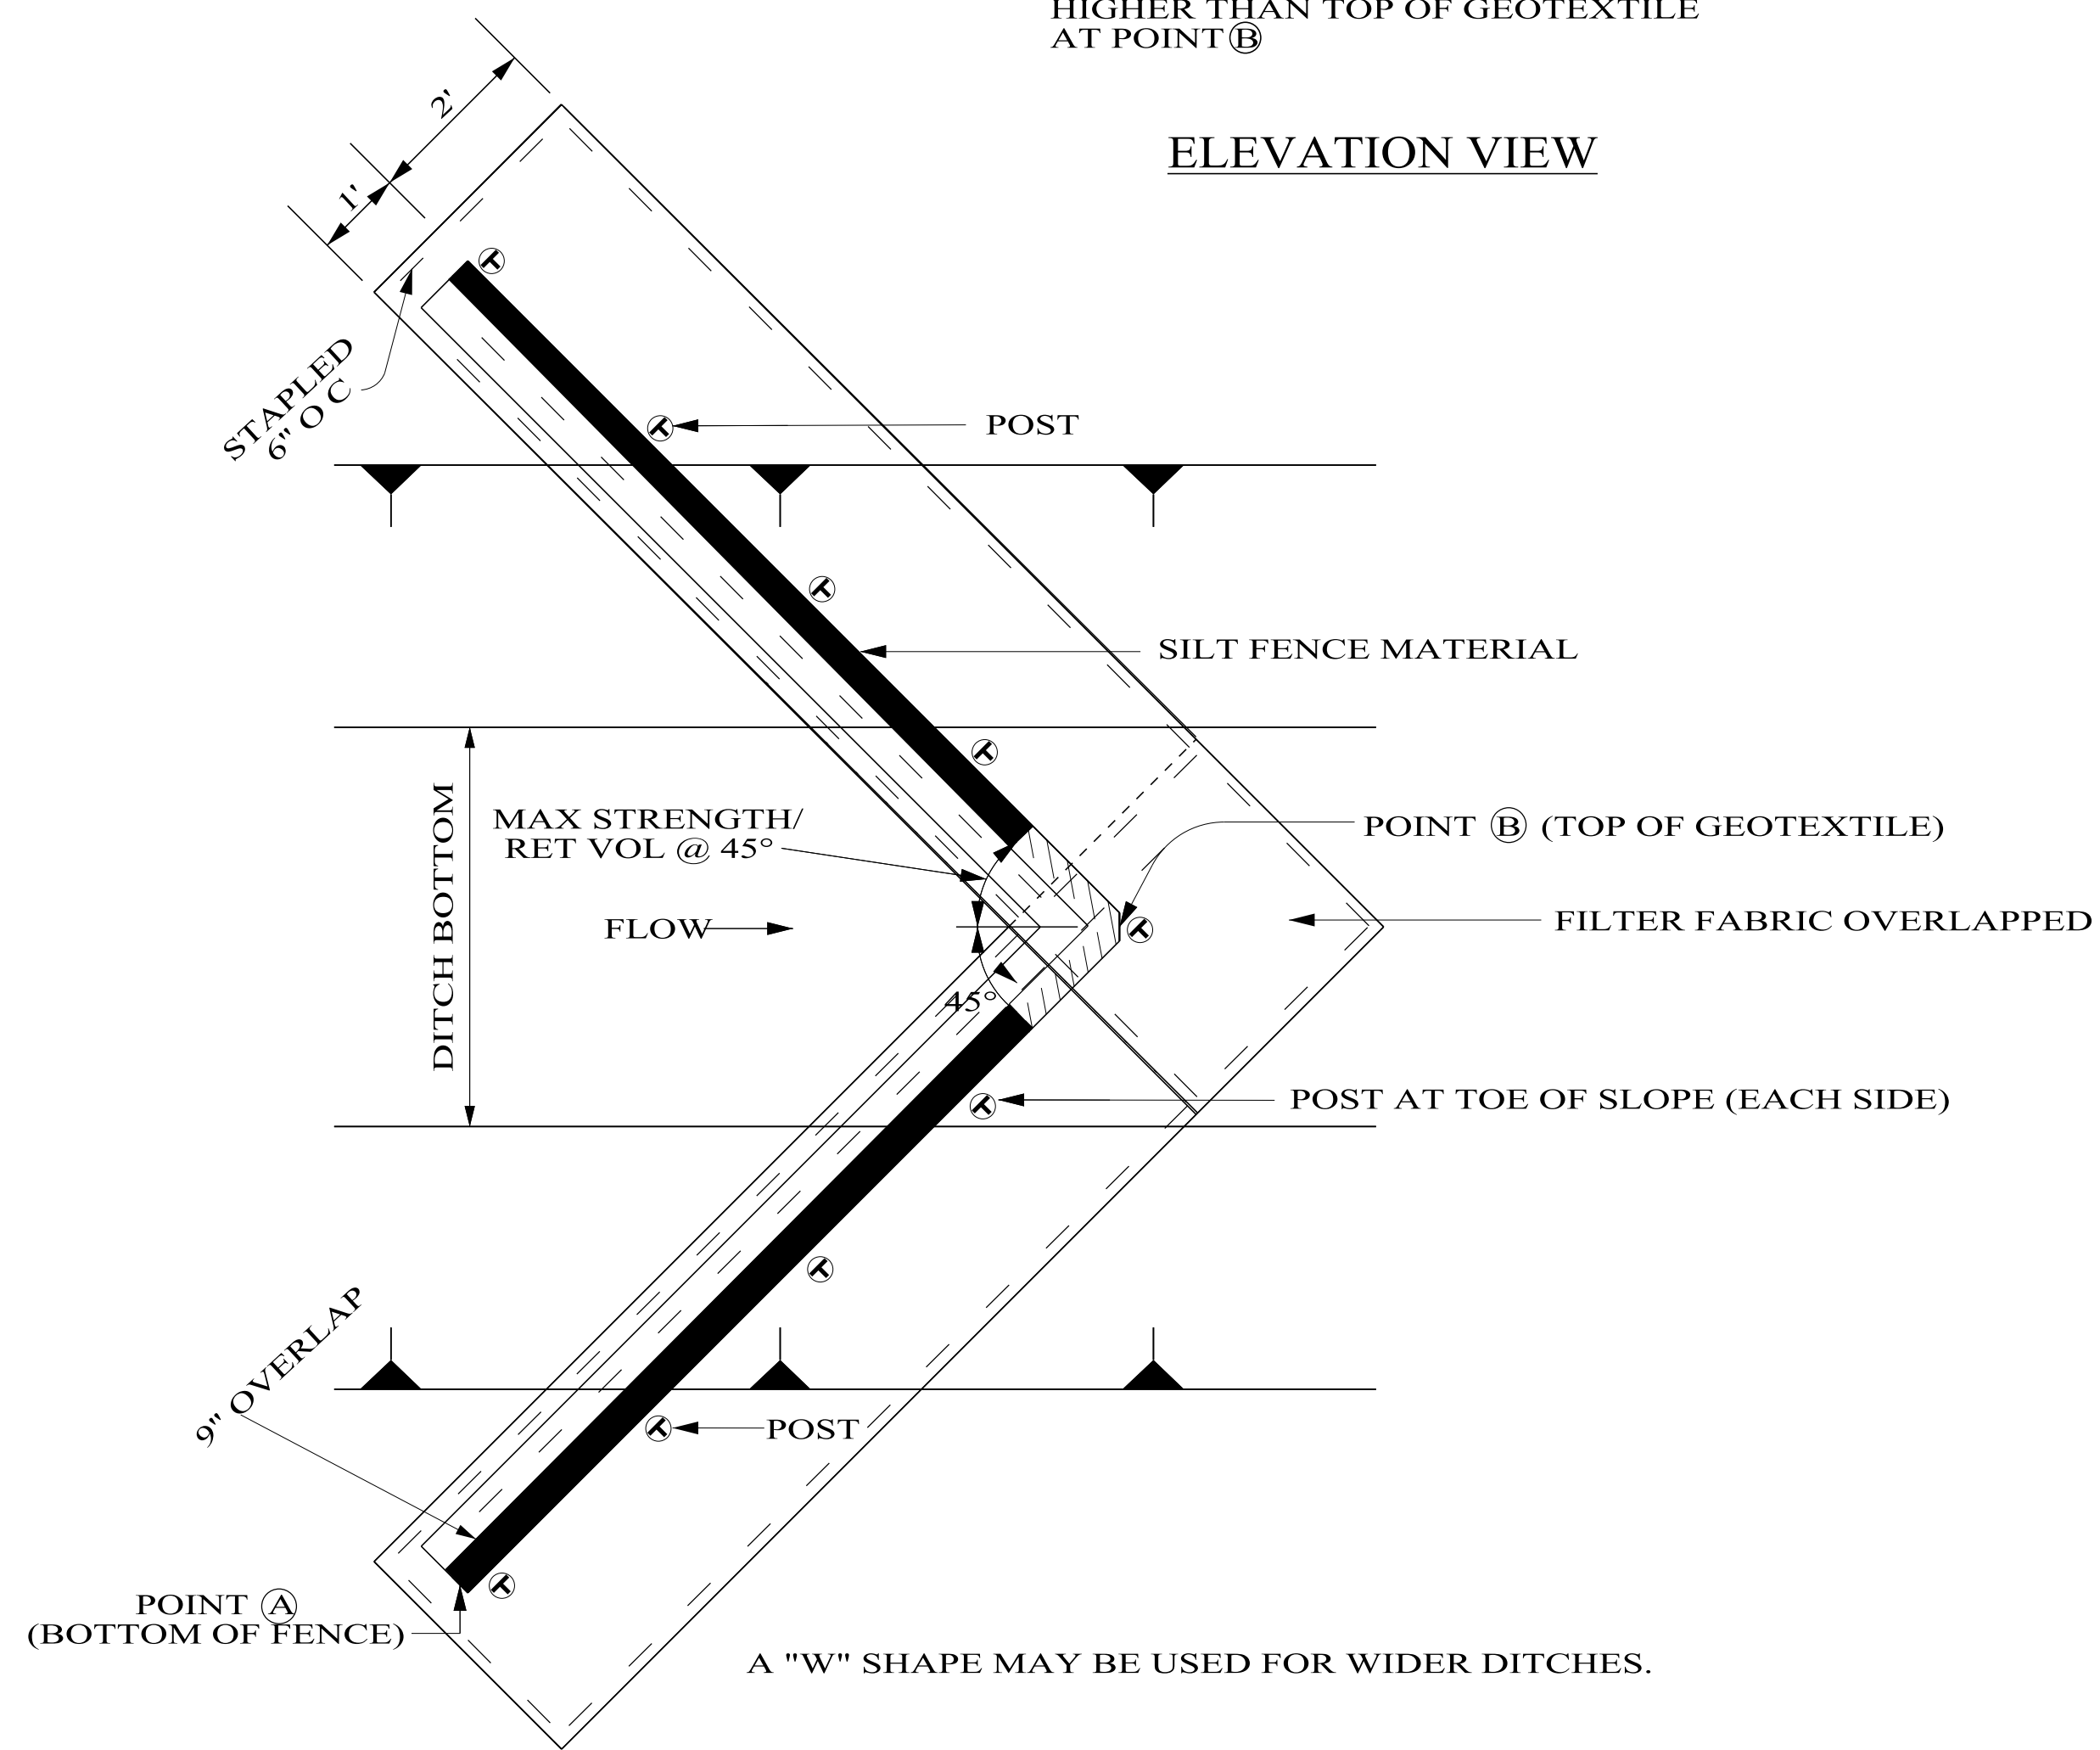 HIGHER THAN TOP OF GEOTEXTILE
AT POINT B
ELEVATION VIEW
2'
1'
STAPLED
6" O C
POST
SILT FENCE MATERIAL
DITCH BOTTOM
MAX STRENGTH/
RET VOL @ 45°
POINT B (TOP OF GEOTEXTILE)
FLOW
FILTER FABRIC OVERLAPPED
45°
POST AT TOE OF SLOPE (EACH SIDE)
9" OVERLAP
POST
POINT A
(BOTTOM OF FENCE)
A "W" SHAPE MAY BE USED FOR WIDER DITCHES.